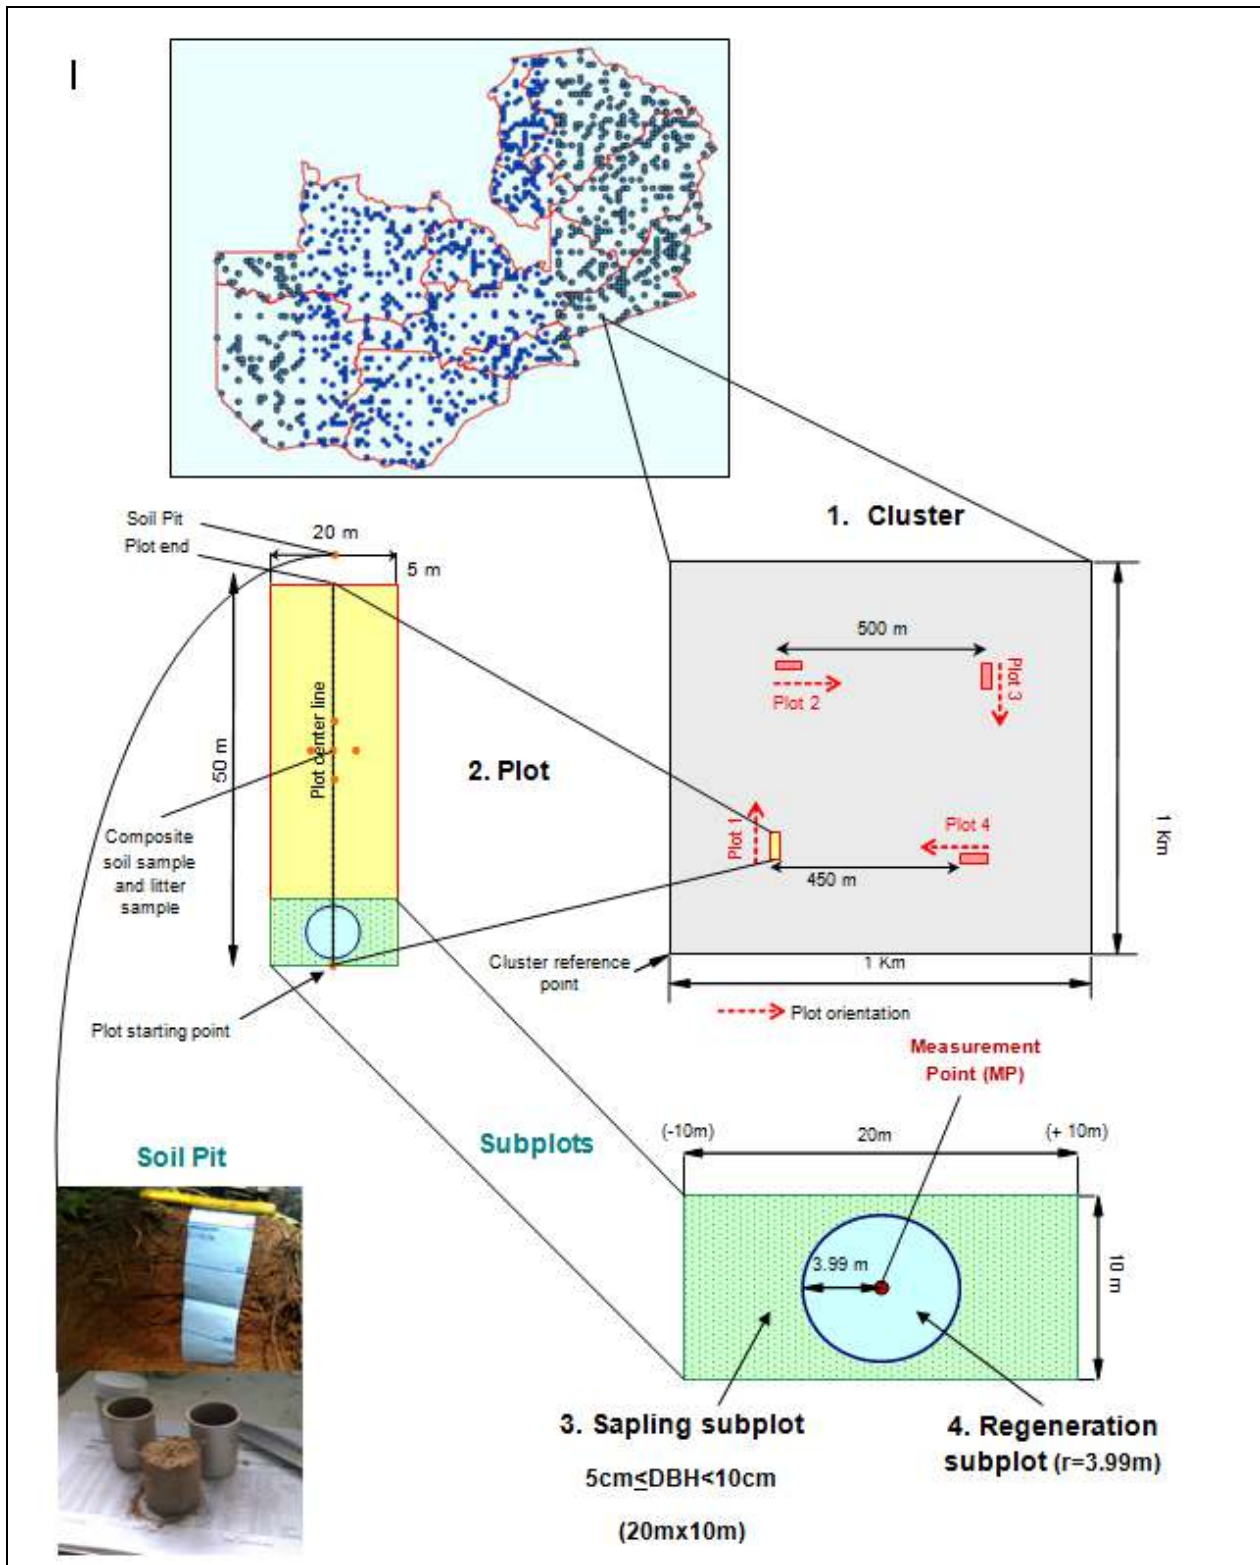 I
1. Cluster
Soil Pit
Plot end
20 m
5 m
50 m
Plot center line
2. Plot
Composite
soil sample
and litter
sample
Plot starting point
500 m
Plot 2
Plot 3
Plot 1
Plot 4
450 m
1 Km
Cluster reference
point
1 Km
Plot orientation
Measurement
Point (MP)
Subplots
(-10m)
20m
(+ 10m)
3.99 m
10 m
Soil Pit
3. Sapling subplot
5cm≤DBH<10cm
(20mx10m)
4. Regeneration
subplot (r=3.99m)